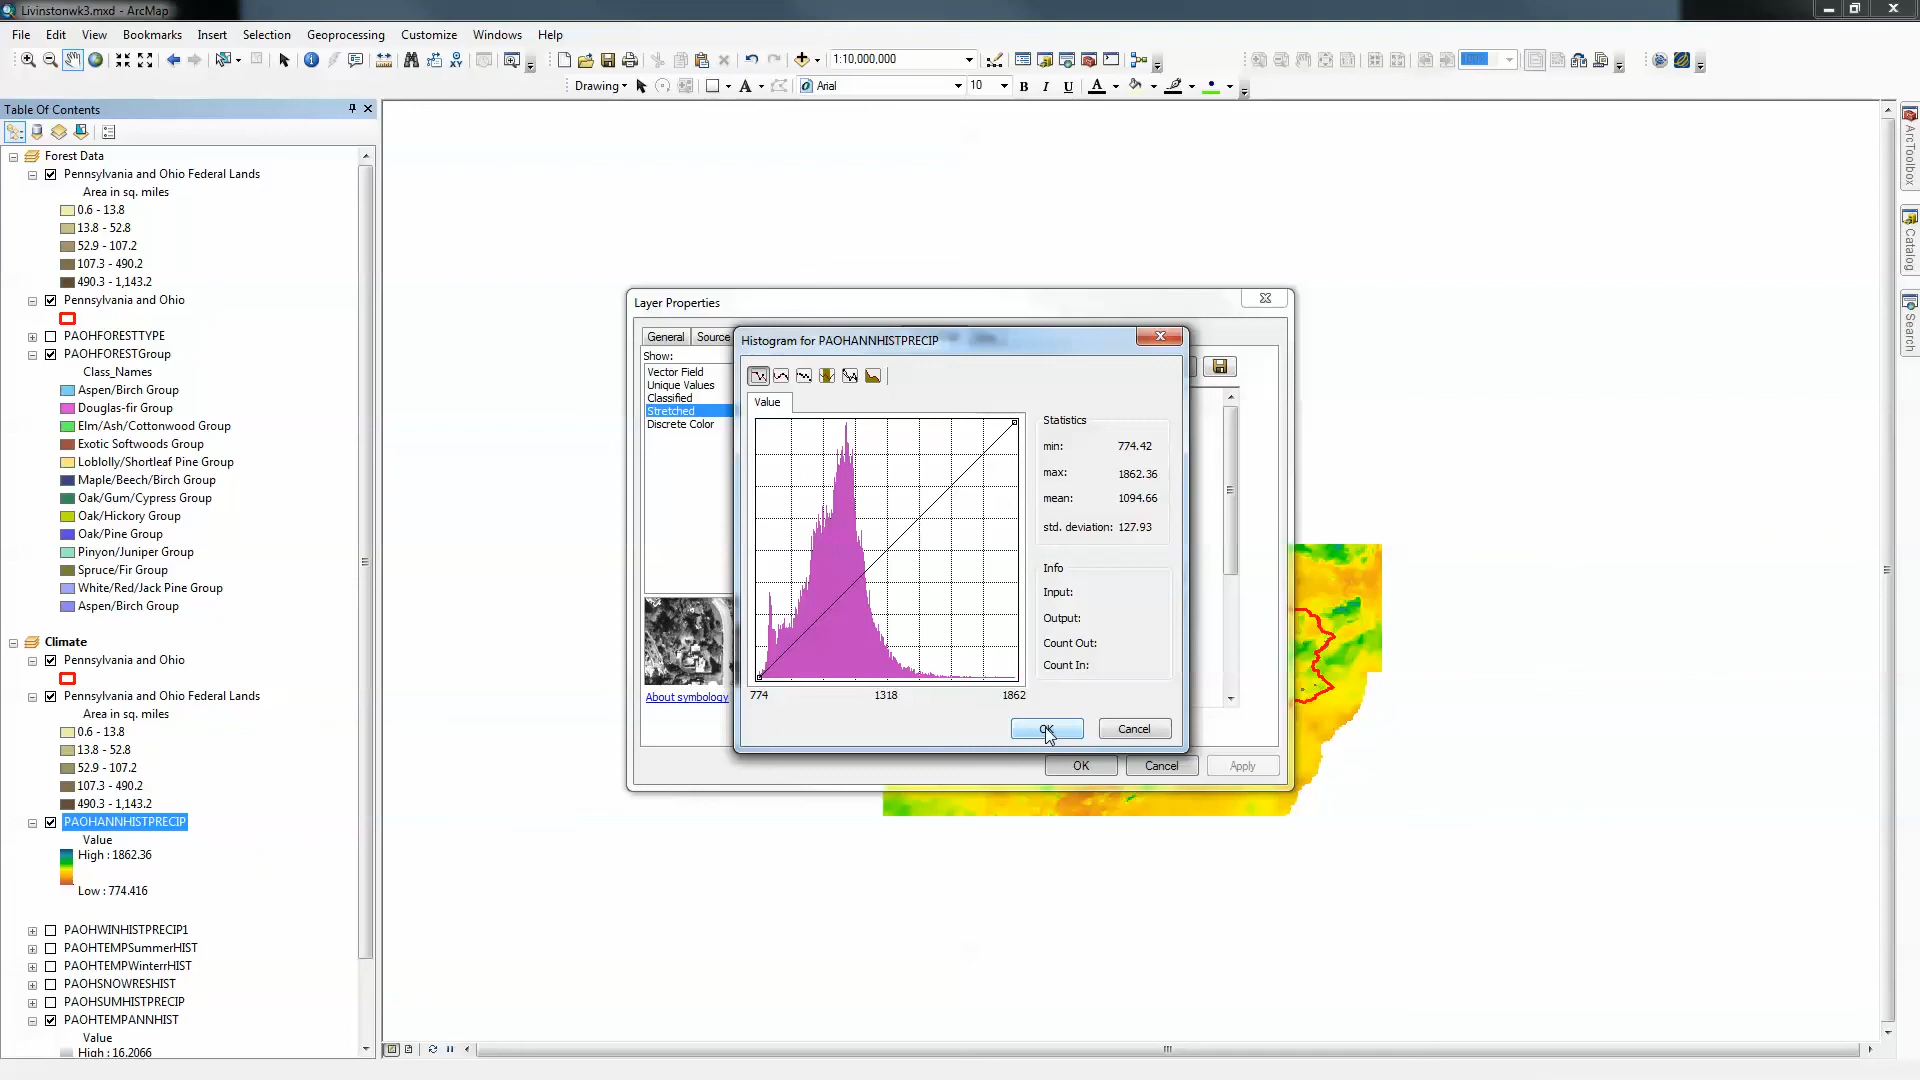 Livinstonwk3.mxd - ArcMap
File Edit View Bookmarks Insert Selection Geoprocessing Customize Windows Help
1:10,000,000
Drawing Arial 10 B I U A
Table Of Contents
Forest Data
Pennsylvania and Ohio Federal Lands
Area in sq. miles
0.6 - 13.8
13.8 - 52.8
52.9 - 107.2
107.3 - 490.2
490.3 - 1,143.2
Pennsylvania and Ohio
PAOHFORESTTYPE
PAOHFORESTGroup
Class_Names
Aspen/Birch Group
Douglas-fir Group
Elm/Ash/Cottonwood Group
Exotic Softwoods Group
Loblolly/Shortleaf Pine Group
Maple/Beech/Birch Group
Oak/Gum/Cypress Group
Oak/Hickory Group
Oak/Pine Group
Pinyon/Juniper Group
Spruce/Fir Group
White/Red/Jack Pine Group
Aspen/Birch Group
Climate
Pennsylvania and Ohio
Pennsylvania and Ohio Federal Lands
Area in sq. miles
0.6 - 13.8
13.8 - 52.8
52.9 - 107.2
107.3 - 490.2
490.3 - 1,143.2
PAOHANNHISTPRECIP
Value
High : 1862.36
Low : 774.416
PAOHWINHISTPRECIP1
PAOHTEMPSummerHIST
PAOHTEMPWinterrHIST
PAOHSNOWRESHIST
PAOHSUMHISTPRECIP
PAOHTEMPANNHIST
Value
High : 16.2066
Layer Properties
General Source
Show:
Vector Field
Unique Values
Classified
Stretched
Discrete Color
About symbology
OK Cancel Apply
Histogram for PAOHANNHISTPRECIP
Value
774 1318 1862
Statistics
min: 774.42
max: 1862.36
mean: 1094.66
std. deviation: 127.93
Info
Input:
Output:
Count Out:
Count In:
OK Cancel
ArcToolbox
Catalog
Search